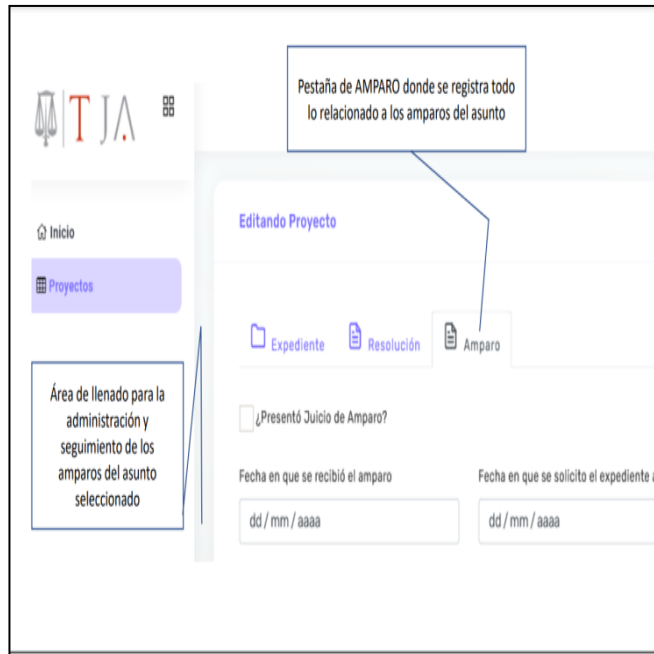 Pestaña de AMPARO donde se registra todo
lo relacionado a los amparos del asunto
TJA
Inicio
Editando Proyecto
Proyectos
Expediente
Resolución
Amparo
Área de llenado para la
administración y
seguimiento de los
amparos del asunto
seleccionado
¿Presentó Juicio de Amparo?
Fecha en que se recibió el amparo
Fecha en que se solicito el expediente a
dd/mm/aaaa
dd/mm/aaaa